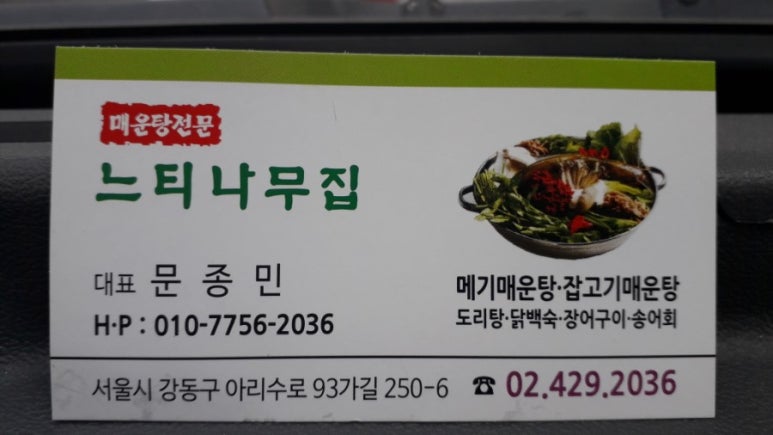 매운탕전문
느티나무집
대표 문종민
H·P : 010-7756-2036
메기매운탕·잡고기매운탕
도리탕·닭백숙·장어구이·송어회
서울시 강동구 아리수로 93가길 250-6 ☎ 02.429.2036